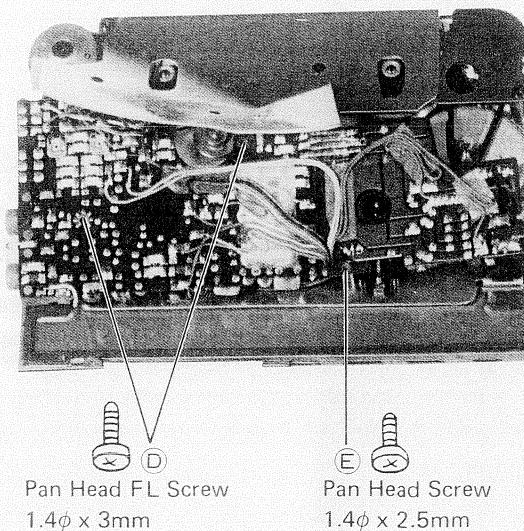 D
Pan Head FL Screw
1.4φ x 3mm
E
Pan Head Screw
1.4φ x 2.5mm